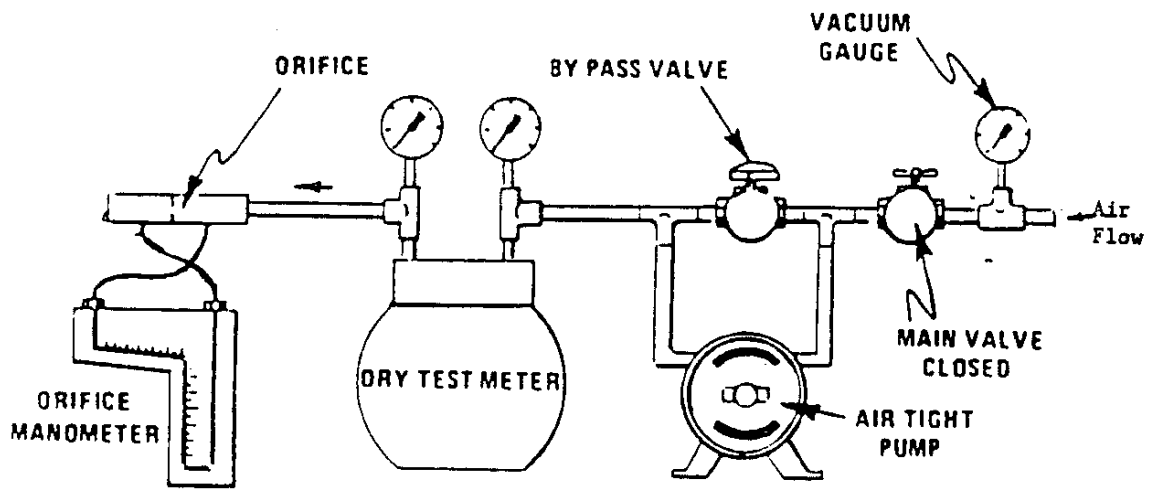 VACUUM
GAUGE
ORIFICE
BY PASS VALVE
Air
Flow
MAIN VALVE
CLOSED
DRY TEST METER
ORIFICE
MANOMETER
AIR TIGHT
PUMP